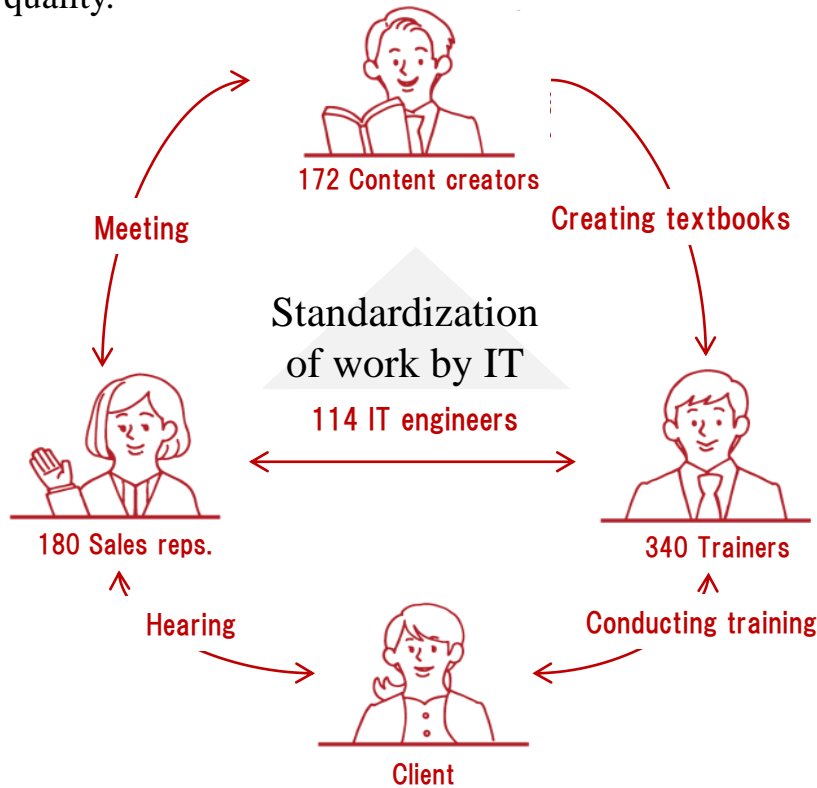 quality.
172 Content creators
Meeting
Creating textbooks
Standardization
of work by IT
114 IT engineers
180 Sales reps.
340 Trainers
Hearing
Conducting training
Client